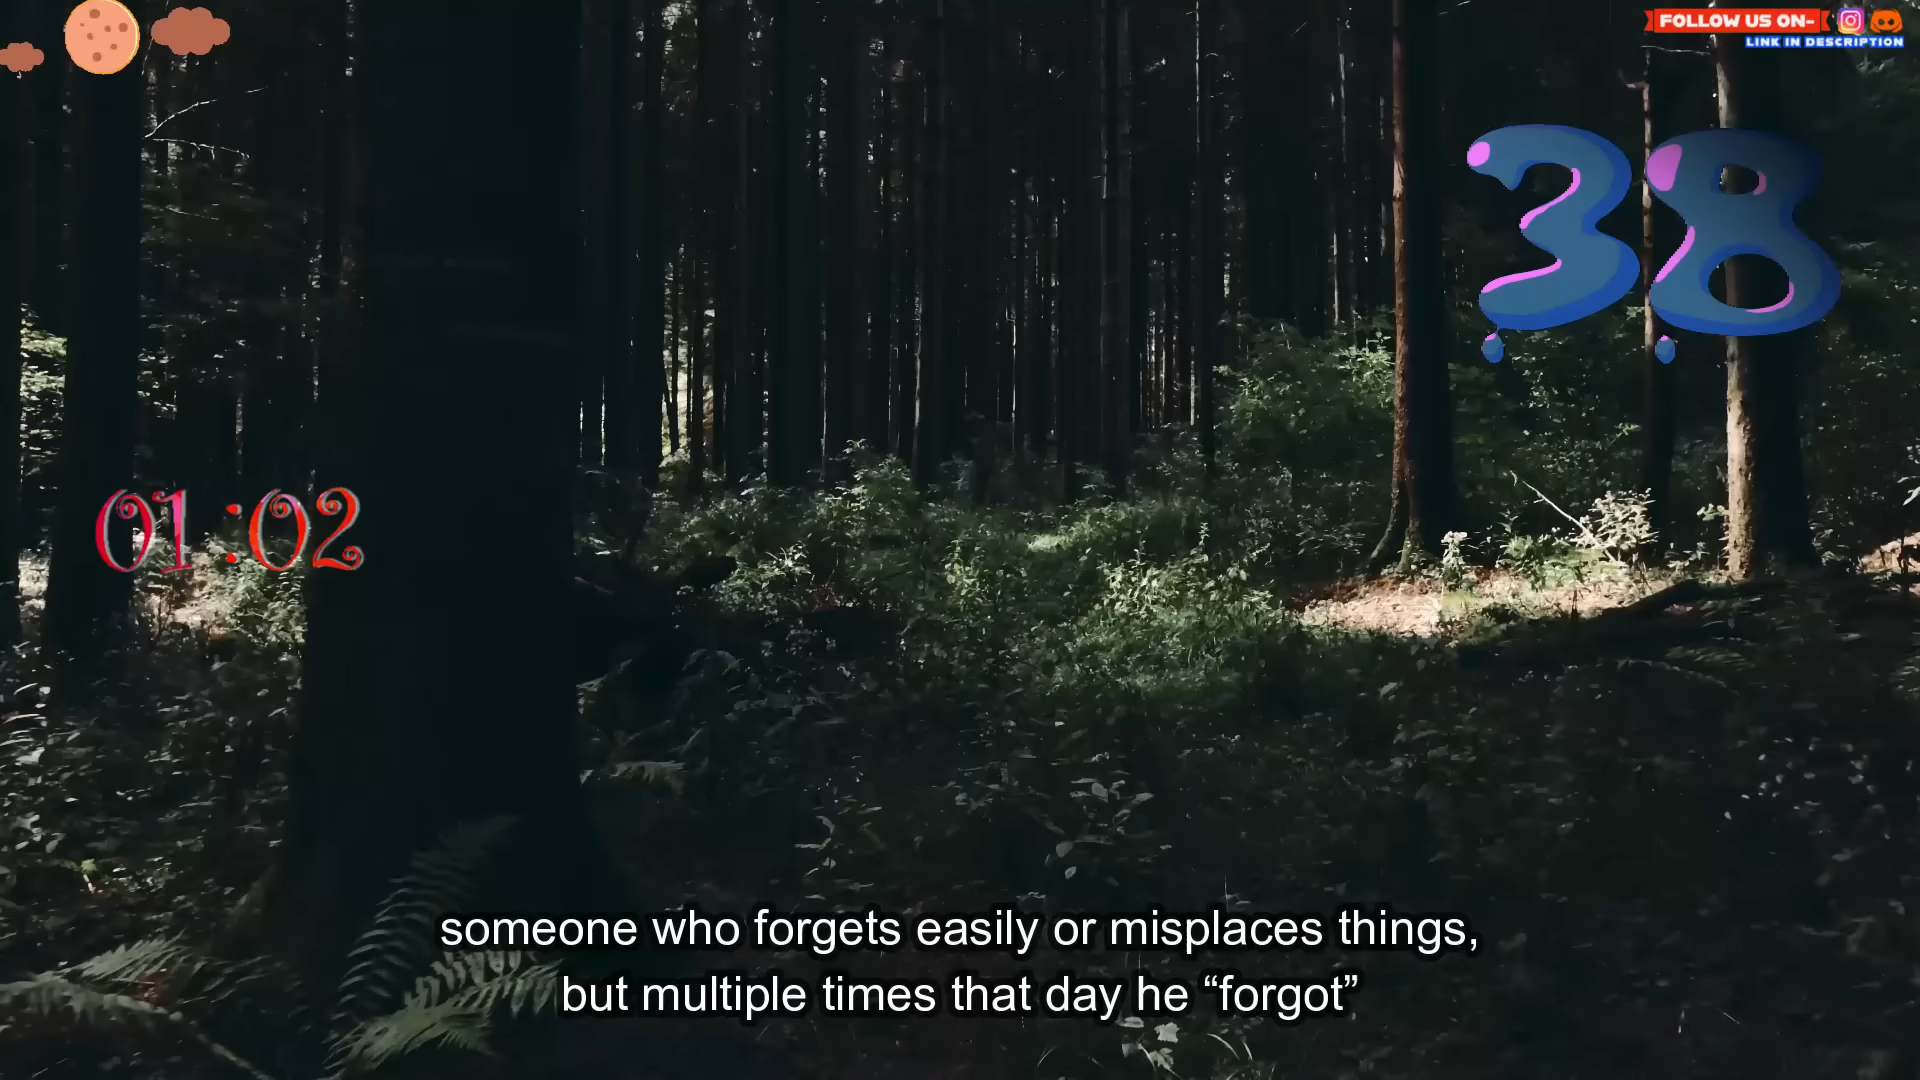 FOLLOW US ON-
LINK IN DESCRIPTION
38
01:02
someone who forgets easily or misplaces things,
but multiple times that day he “forgot”